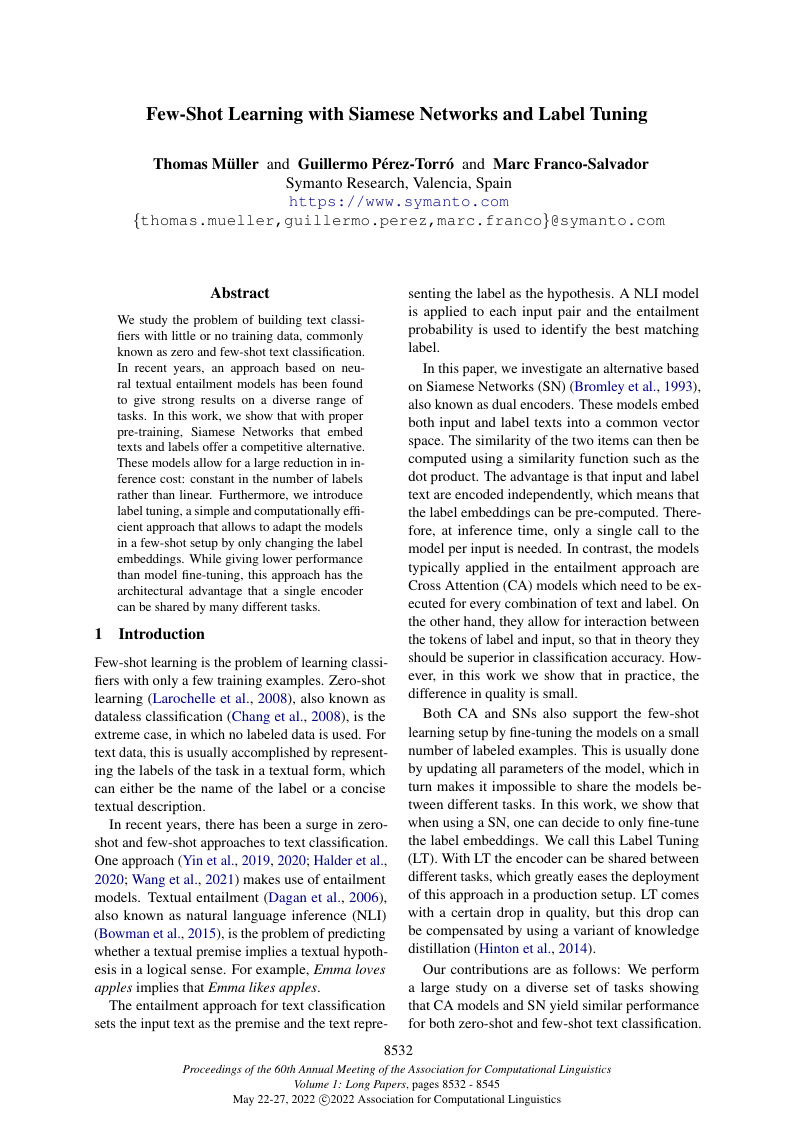 Few-Shot Learning with Siamese Networks and Label Tuning
Thomas Müller and Guillermo Pérez-Torró and Marc Franco-Salvador
Symanto Research, Valencia, Spain
https://www.symanto.com
{thomas.mueller,guillermo.perez,marc.franco}@symanto.com
Abstract
We study the problem of building text classi-
fiers with little or no training data, commonly
known as zero and few-shot text classification.
In recent years, an approach based on neu-
ral textual entailment models has been found
to give strong results on a diverse range of
tasks. In this work, we show that with proper
pre-training, Siamese Networks that embed
texts and labels offer a competitive alternative.
These models allow for a large reduction in in-
ference cost: constant in the number of labels
rather than linear. Furthermore, we introduce
label tuning, a simple and computationally effi-
cient approach that allows to adapt the models
in a few-shot setup by only changing the label
embeddings. While giving lower performance
than model fine-tuning, this approach has the
architectural advantage that a single encoder
can be shared by many different tasks.
1 Introduction
Few-shot learning is the problem of learning classi-
fiers with only a few training examples. Zero-shot
learning (Larochelle et al., 2008), also known as
dataless classification (Chang et al., 2008), is the
extreme case, in which no labeled data is used. For
text data, this is usually accomplished by represent-
ing the labels of the task in a textual form, which
can either be the name of the label or a concise
textual description.
In recent years, there has been a surge in zero-
shot and few-shot approaches to text classification.
One approach (Yin et al., 2019, 2020; Halder et al.,
2020; Wang et al., 2021) makes use of entailment
models. Textual entailment (Dagan et al., 2006),
also known as natural language inference (NLI)
(Bowman et al., 2015), is the problem of predicting
whether a textual premise implies a textual hypoth-
esis in a logical sense. For example, Emma loves
apples implies that Emma likes apples.
The entailment approach for text classification
sets the input text as the premise and the text repre-
senting the label as the hypothesis. A NLI model
is applied to each input pair and the entailment
probability is used to identify the best matching
label.
In this paper, we investigate an alternative based
on Siamese Networks (SN) (Bromley et al., 1993),
also known as dual encoders. These models embed
both input and label texts into a common vector
space. The similarity of the two items can then be
computed using a similarity function such as the
dot product. The advantage is that input and label
text are encoded independently, which means that
the label embeddings can be pre-computed. There-
fore, at inference time, only a single call to the
model per input is needed. In contrast, the models
typically applied in the entailment approach are
Cross Attention (CA) models which need to be ex-
ecuted for every combination of text and label. On
the other hand, they allow for interaction between
the tokens of label and input, so that in theory they
should be superior in classification accuracy. How-
ever, in this work we show that in practice, the
difference in quality is small.
Both CA and SNs also support the few-shot
learning setup by fine-tuning the models on a small
number of labeled examples. This is usually done
by updating all parameters of the model, which in
turn makes it impossible to share the models be-
tween different tasks. In this work, we show that
when using a SN, one can decide to only fine-tune
the label embeddings. We call this Label Tuning
(LT). With LT the encoder can be shared between
different tasks, which greatly eases the deployment
of this approach in a production setup. LT comes
with a certain drop in quality, but this drop can
be compensated by using a variant of knowledge
distillation (Hinton et al., 2014).
Our contributions are as follows: We perform
a large study on a diverse set of tasks showing
that CA models and SN yield similar performance
for both zero-shot and few-shot text classification.
8532
Proceedings of the 60th Annual Meeting of the Association for Computational Linguistics
Volume 1: Long Papers, pages 8532 - 8545
May 22-27, 2022 ©2022 Association for Computational Linguistics